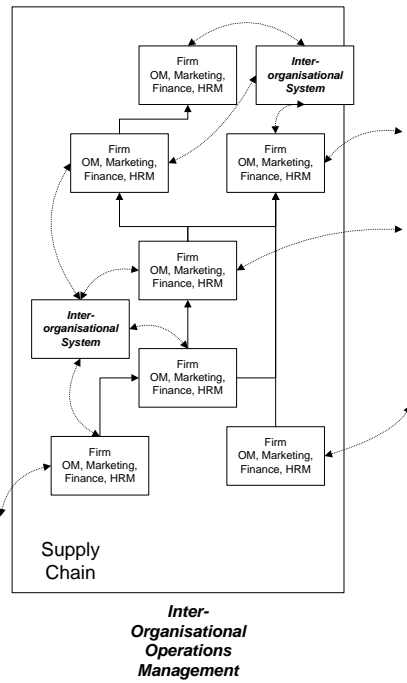 Firm
OM, Marketing,
Finance, HRM
Inter-
organisational
System
Firm
OM, Marketing,
Finance, HRM
Firm
OM, Marketing,
Finance, HRM
Firm
OM, Marketing,
Finance, HRM
Inter-
organisational
System
Firm
OM, Marketing,
Finance, HRM
Firm
OM, Marketing,
Finance, HRM
Firm
OM, Marketing,
Finance, HRM
Supply
Chain
Inter-
Organisational
Operations
Management